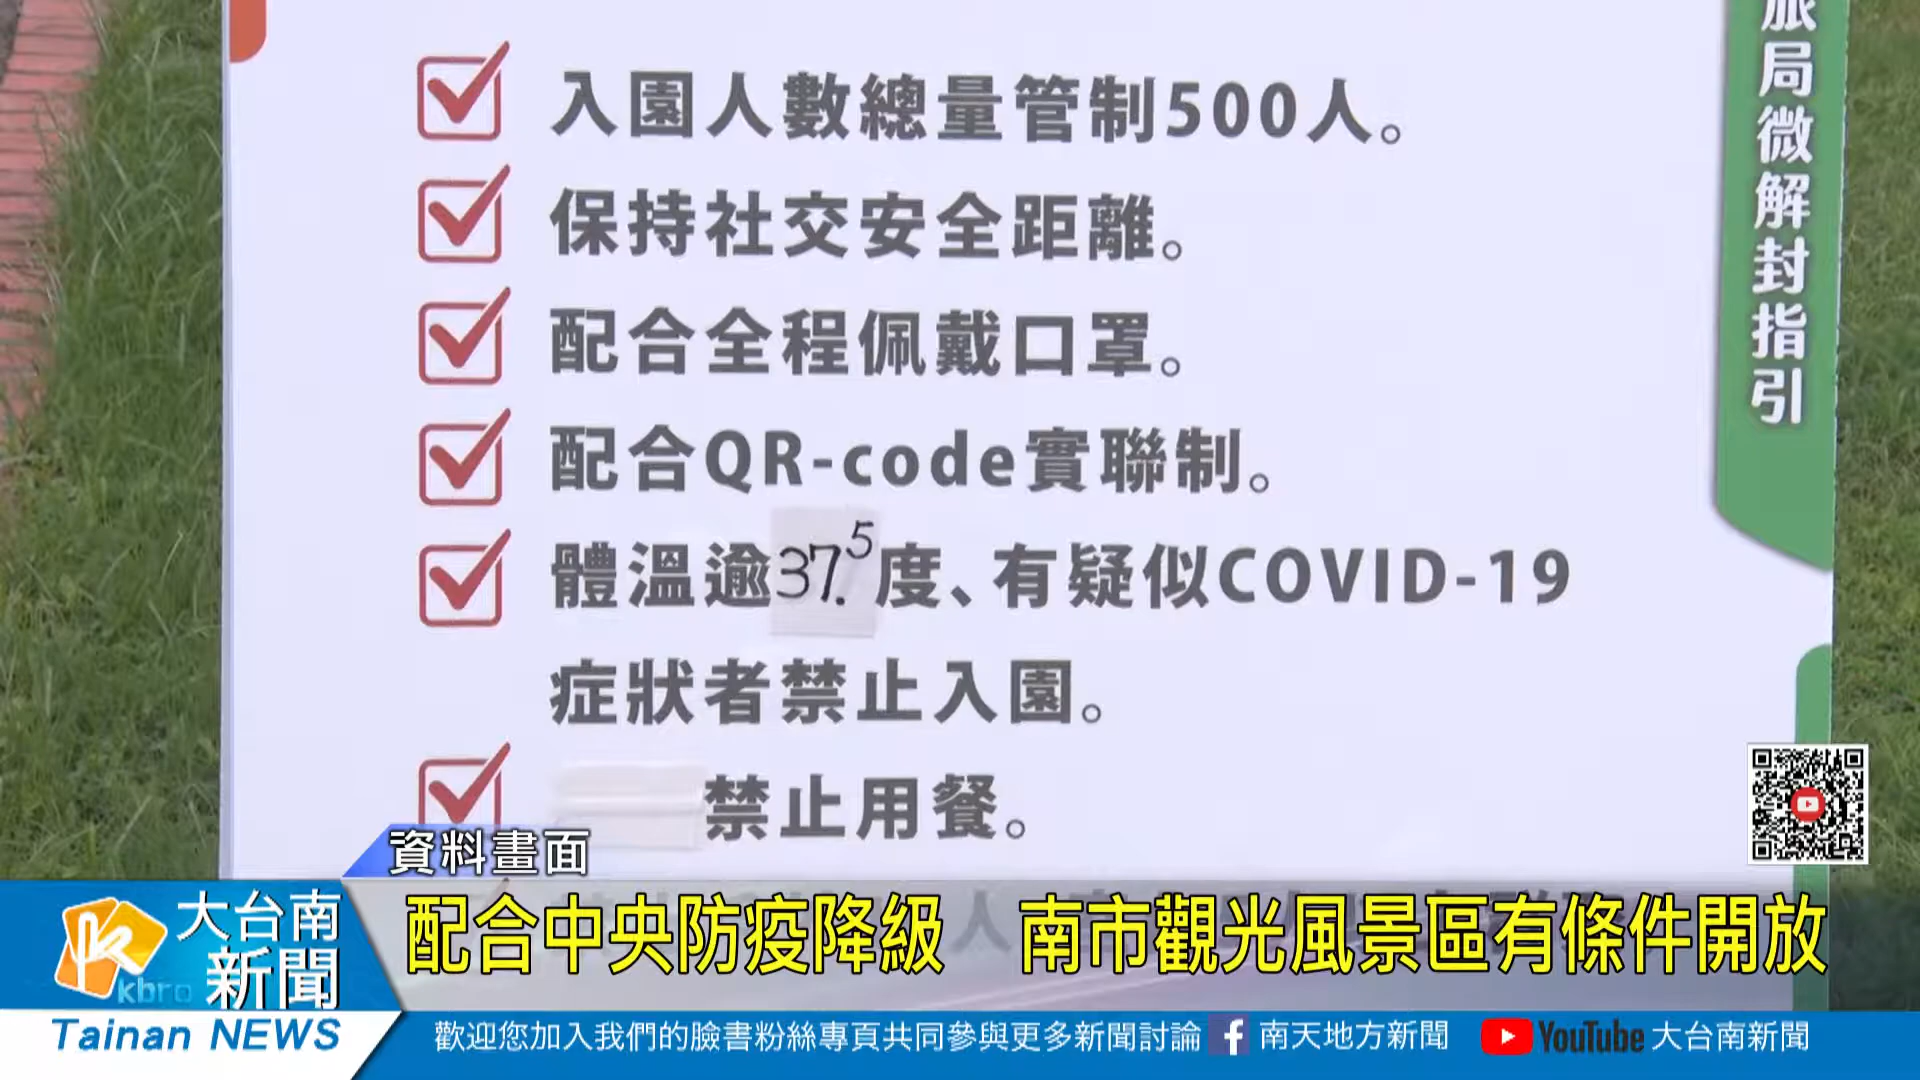 入園人數總量管制500人。
保持社交安全距離。
配合全程佩戴口罩。
配合QR-code實聯制。
體溫逾37.5度、有疑似COVID-19
症狀者禁止入園。
禁止用餐。
旅局微解封指引
資料畫面
大台南
新聞
kbro
Tainan NEWS
配合中央防疫降級 南市觀光風景區有條件開放
歡迎您加入我們的臉書粉絲專頁共同參與更多新聞討論 南天地方新聞 YouTube 大台南新聞